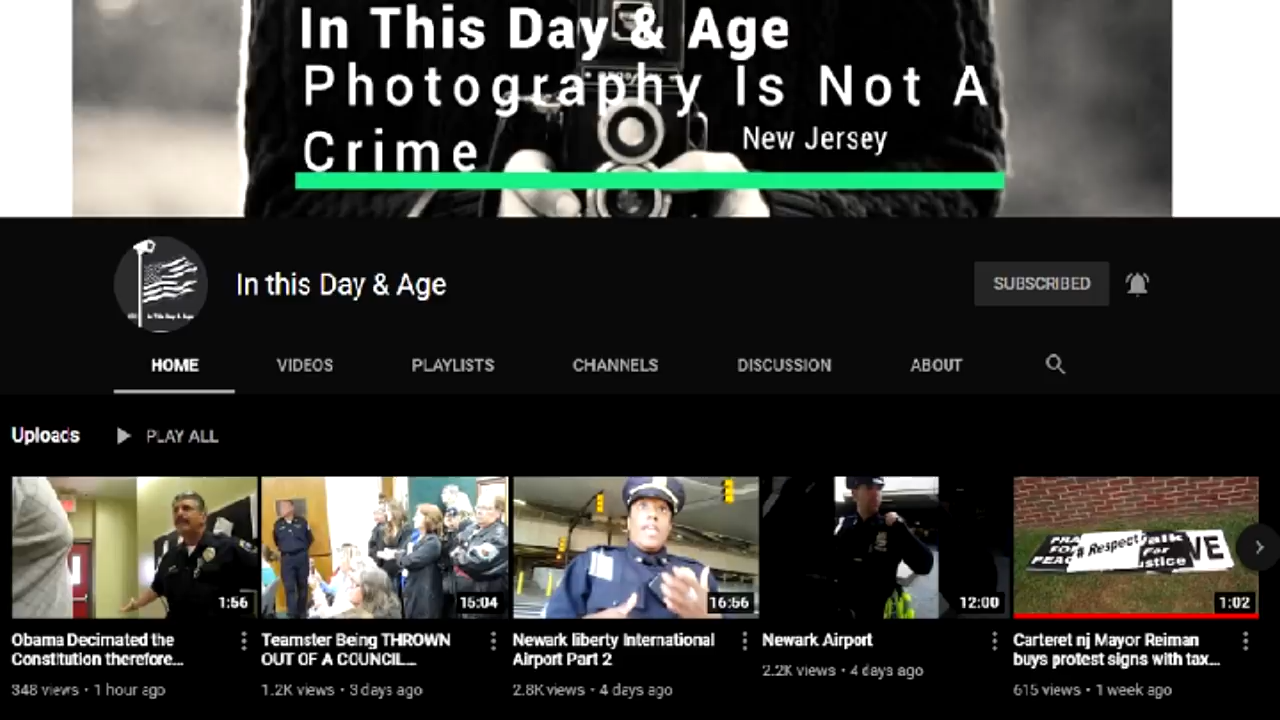 In This Day & Age
Photography Is Not A
Crime
New Jersey
In this Day & Age
SUBSCRIBED
HOME
VIDEOS
PLAYLISTS
CHANNELS
DISCUSSION
ABOUT
Uploads
PLAY ALL
1:56
15:04
16:56
12:00
# Respect
Talk
For
Justice
1:02
Obama Decimated the
Constitution therefore...
348 views • 1 hour ago
Teamster Being THROWN
OUT OF A COUNCIL...
1.2K views • 3 days ago
Newark liberty International
Airport Part 2
2.8K views • 4 days ago
Newark Airport
2.2K views • 4 days ago
Carteret nj Mayor Reiman
buys protest signs with tax...
615 views • 1 week ago